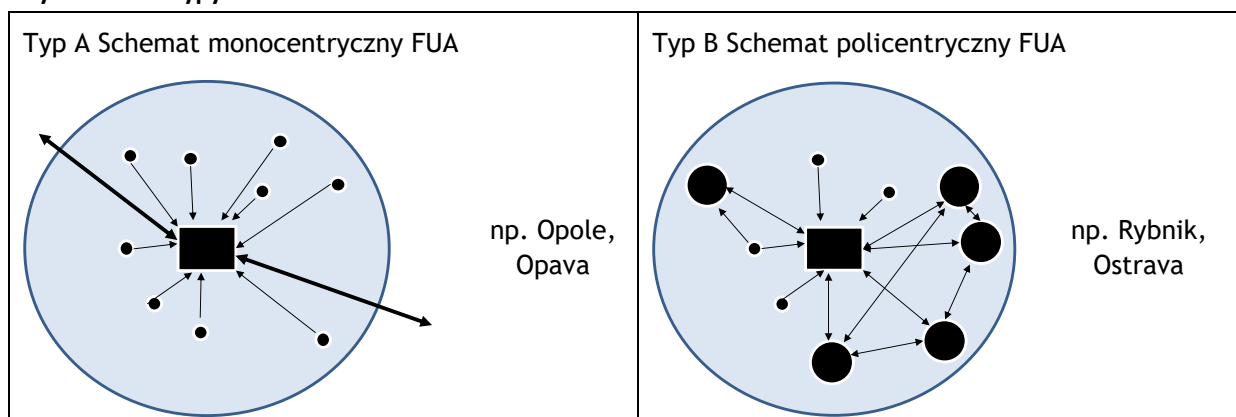 Typ A Schemat monocentryczny FUA
np. Opole,
Opava
Typ B Schemat policentryczny FUA
np. Rybnik,
Ostrava